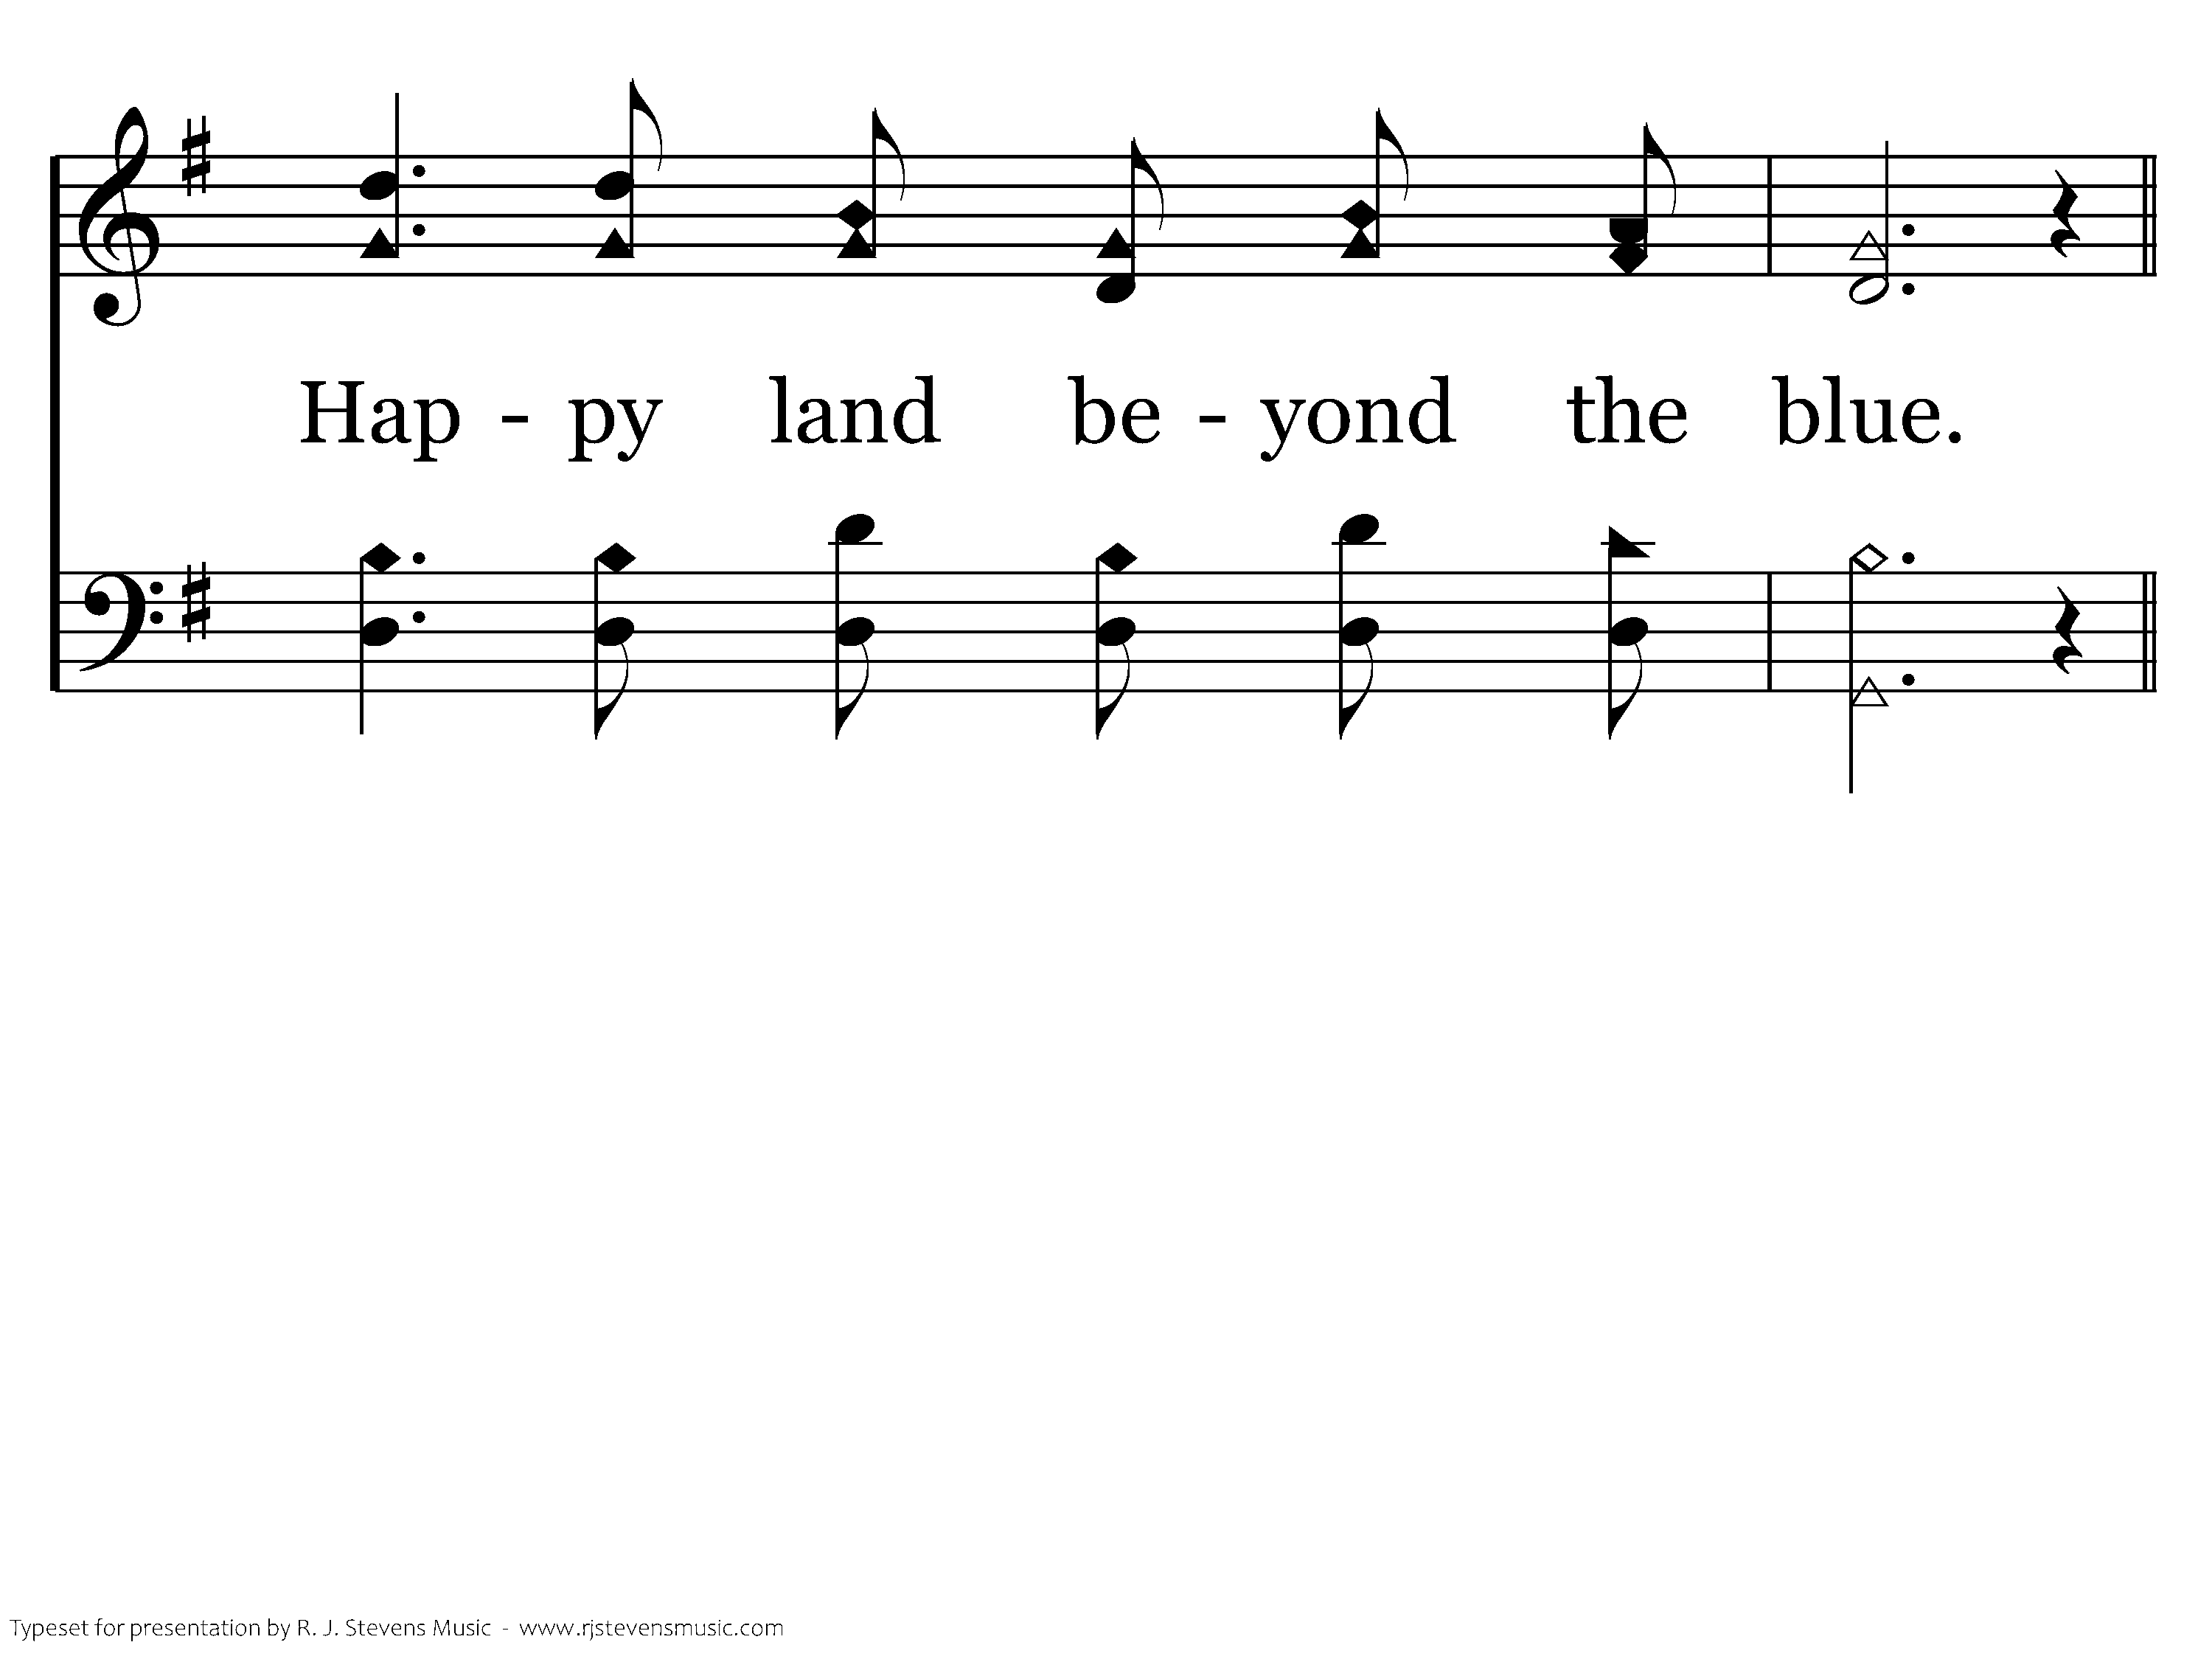 Hap - py land be - yond the blue.
Typeset for presentation by R. J. Stevens Music - www.rjstevensmusic.com